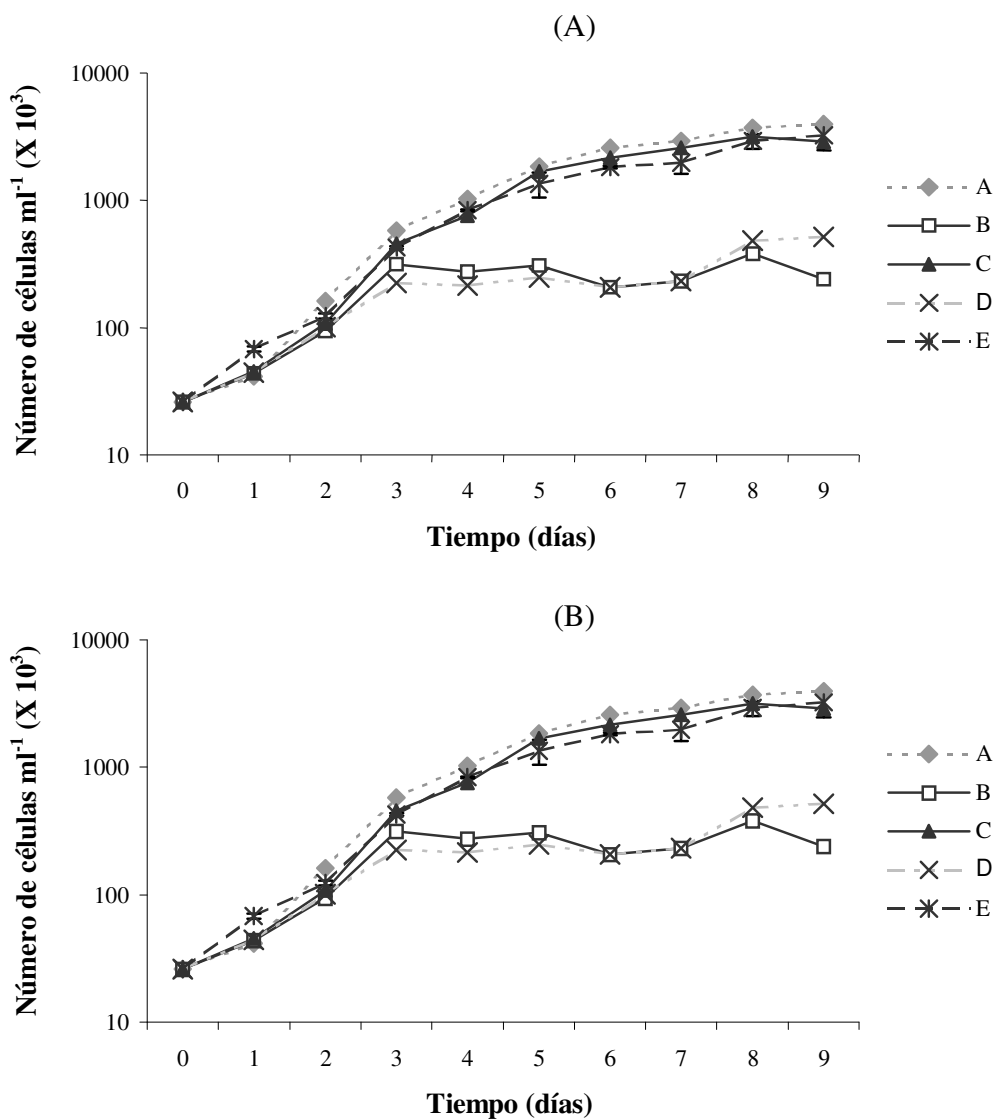 (A)
Número de células ml⁻¹ (X 10³)
10000
1000
100
10
0 1 2 3 4 5 6 7 8 9
Tiempo (días)
A
B
C
D
E
(B)
Número de células ml⁻¹ (X 10³)
10000
1000
100
10
0 1 2 3 4 5 6 7 8 9
Tiempo (días)
A
B
C
D
E